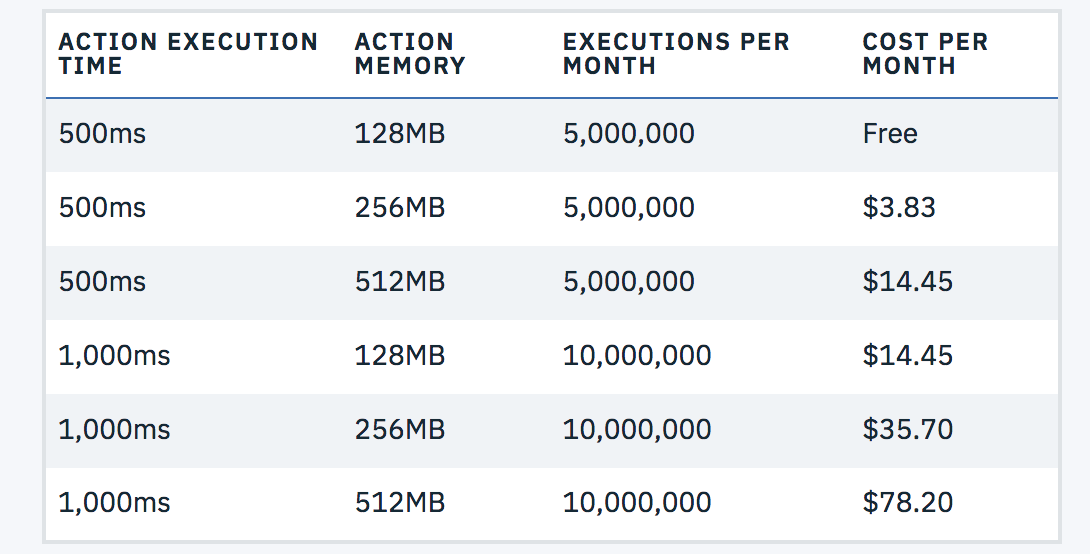 ACTION EXECUTION TIME ACTION MEMORY EXECUTIONS PER MONTH COST PER MONTH
500ms 128MB 5,000,000 Free
500ms 256MB 5,000,000 $3.83
500ms 512MB 5,000,000 $14.45
1,000ms 128MB 10,000,000 $14.45
1,000ms 256MB 10,000,000 $35.70
1,000ms 512MB 10,000,000 $78.20